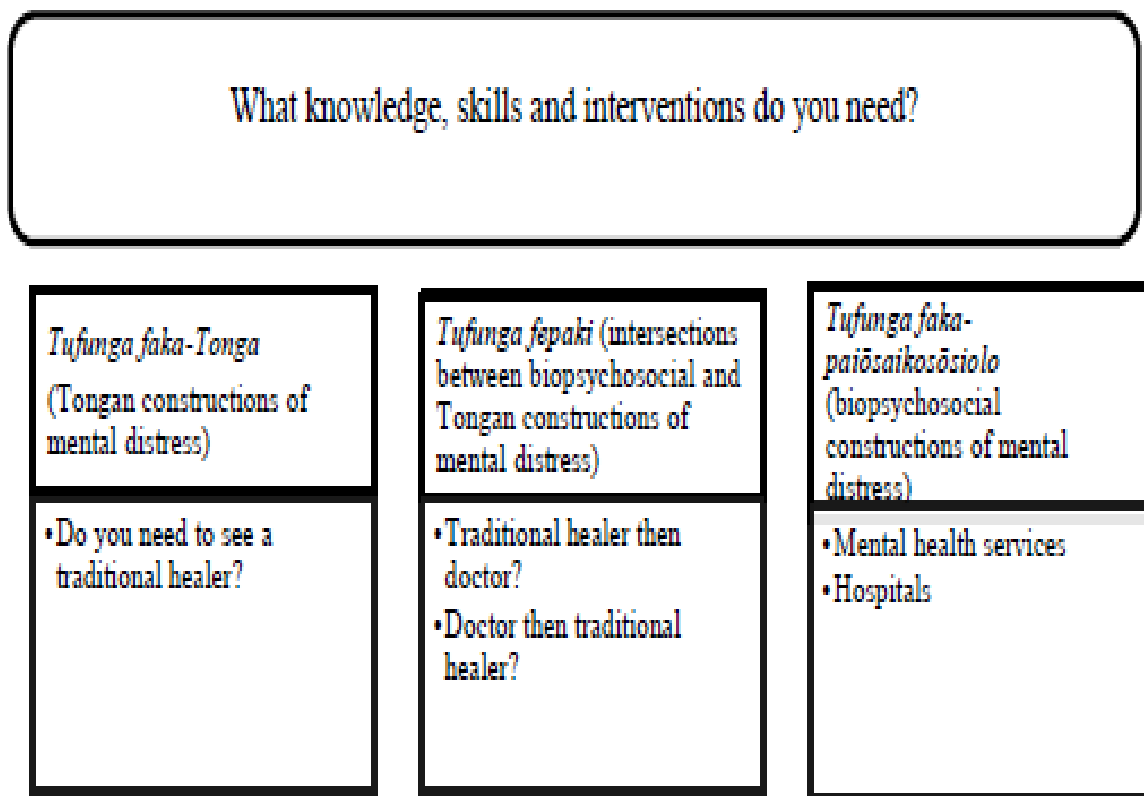 What knowledge, skills and interventions do you need?
Tufunga faka-Tonga
(Tongan constructions of
mental distress)
•Do you need to see a
traditional healer?
Tufunga fepaki (intersections
between biopsychosocial and
Tongan constructions of
mental distress)
•Traditional healer then
doctor?
•Doctor then traditional
healer?
Tufunga faka-
paiōsaikosōsiolo
(biopsychosocial
constructions of mental
distress)
•Mental health services
•Hospitals